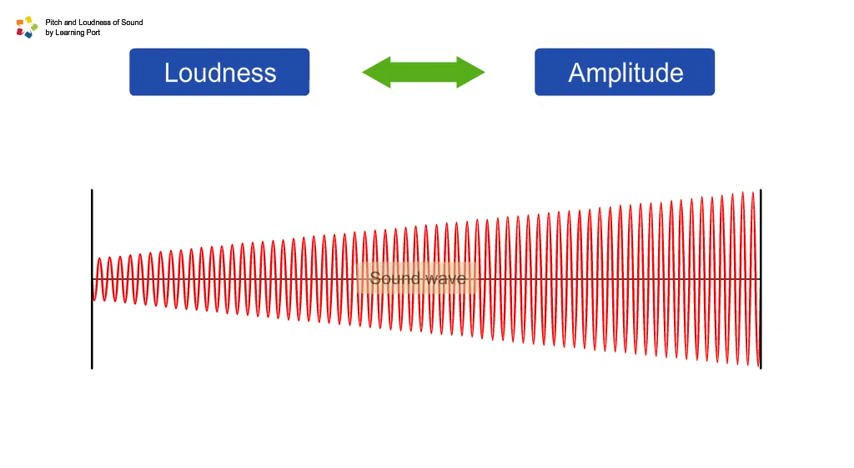 Pitch and Loudness of Sound
by Learning Port
Loudness
Amplitude
Sound wave